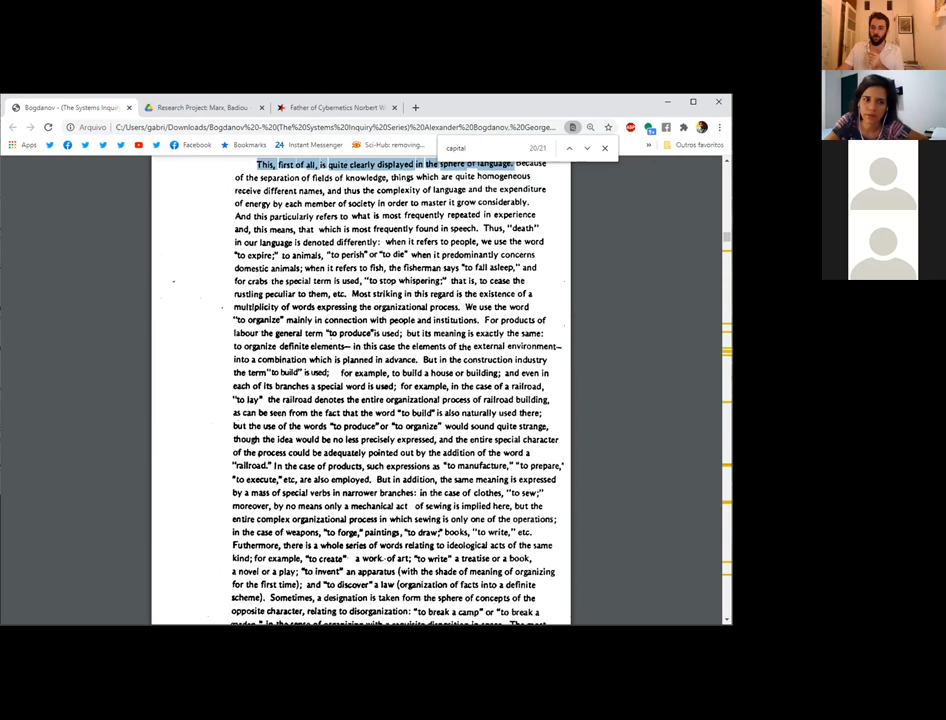 Bogdanov - (The Systems Inquir
Research Project: Marx, Badiou
Father of Cybernetics Norbert W
Arquivo C:/Users/gabri/Downloads/Bogdanov%20-%20(The%20Systems%20Inquiry%20Series)%20Alexander%20Bogdanov,%20George...
Apps Facebook Bookmarks Instant Messenger Sci-Hub: removing... capital 20/21 » Outros favoritos
This, first of all, is quite clearly displayed in the sphere of language. Because
of the separation of fields of knowledge, things which are quite homogeneous
receive different names, and thus the complexity of language and the expenditure
of energy by each member of society in order to master it grow considerably.
And this particularly refers to what is most frequently repeated in experience
and, this means, that which is most frequently found in speech. Thus, "death"
in our language is denoted differently: when it refers to people, we use the word
"to expire;" to animals, "to perish" or "to die" when it predominantly concerns
domestic animals; when it refers to fish, the fisherman says "to fall asleep," and
for crabs the special term is used, "to stop whispering;" that is, to cease the
rustling peculiar to them, etc. Most striking in this regard is the existence of a
multiplicity of words expressing the organizational process. We use the word
"to organize" mainly in connection with people and institutions. For products of
labour the general term "to produce" is used; but its meaning is exactly the same:
to organize definite elements— in this case the elements of the external environment—
into a combination which is planned in advance. But in the construction industry
the term "to build" is used; for example, to build a house or building; and even in
each of its branches a special word is used; for example, in the case of a railroad,
"to lay" the railroad denotes the entire organizational process of railroad building,
as can be seen from the fact that the word "to build" is also naturally used there;
but the use of the words "to produce" or "to organize" would sound quite strange,
though the idea would be no less precisely expressed, and the entire special character
of the process could be adequately pointed out by the addition of the word a
"railroad." In the case of products, such expressions as "to manufacture," "to prepare,"
"to execute," etc, are also employed. But in addition, the same meaning is expressed
by a mass of special verbs in narrower branches: in the case of clothes, "to sew;"
moreover, by no means only a mechanical act of sewing is implied here, but the
entire complex organizational process in which sewing is only one of the operations;
in the case of weapons, "to forge," paintings, "to draw;" books, "to write," etc.
Futhermore, there is a whole series of words relating to ideological acts of the same
kind; for example, "to create" a work of art; "to write" a treatise or a book,
a novel or a play; "to invent" an apparatus (with the shade of meaning of organizing
for the first time); and "to discover" a law (organization of facts into a definite
scheme). Sometimes, a designation is taken form the sphere of concepts of the
opposite character, relating to disorganization: "to break a camp" or "to break a
in the sense of organizing with a requisite disposition in space. The most